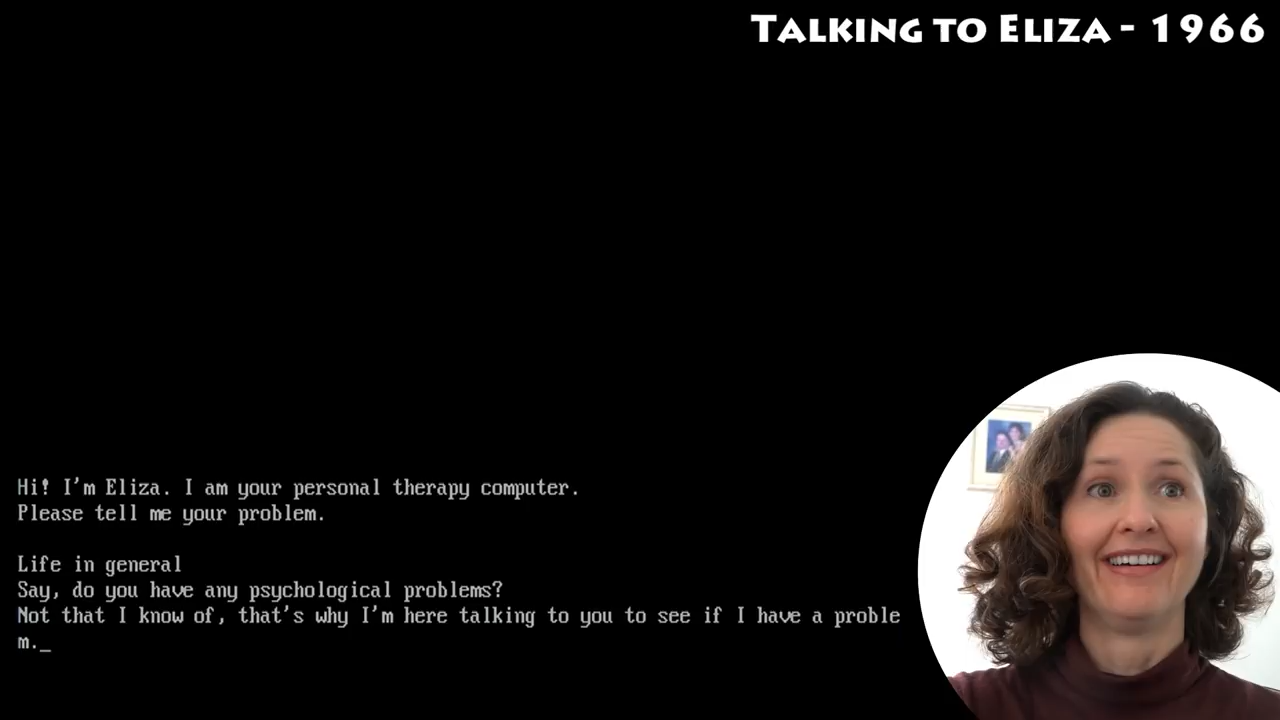 Talking to Eliza - 1966
Hi! I'm Eliza. I am your personal therapy computer.
Please tell me your problem.
Life in general
Say, do you have any psychological problems?
Not that I know of, that's why I'm here talking to you to see if I have a proble
m._